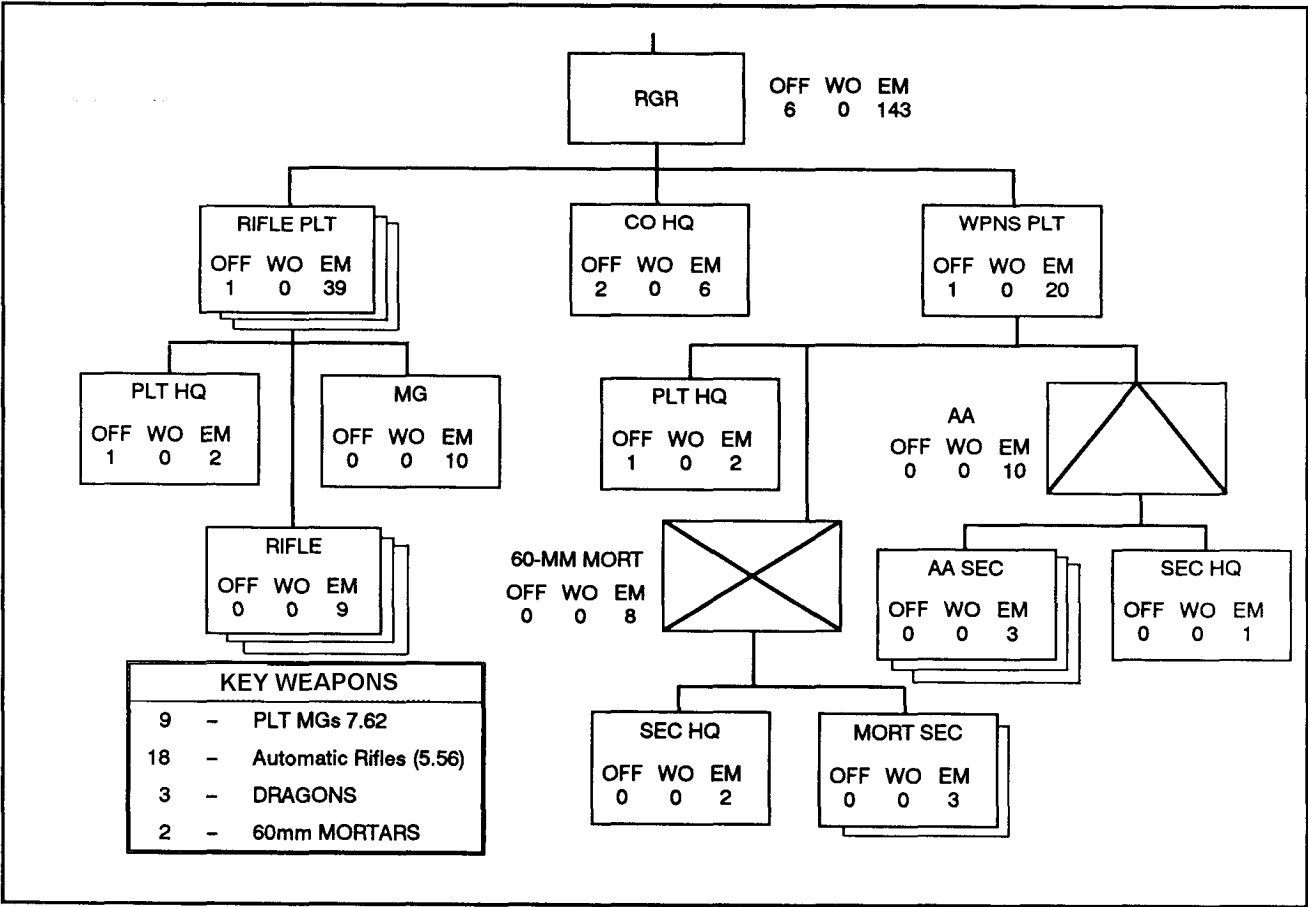 RGR
OFF WO EM
6 0 143
RIFLE PLT
OFF WO EM
1 0 39
CO HQ
OFF WO EM
2 0 6
WPNS PLT
OFF WO EM
1 0 20
PLT HQ
OFF WO EM
1 0 2
MG
OFF WO EM
0 0 10
RIFLE
OFF WO EM
0 0 9
PLT HQ
OFF WO EM
1 0 2
AA
OFF WO EM
0 0 10
60-MM MORT
OFF WO EM
0 0 8
AA SEC
OFF WO EM
0 0 3
SEC HQ
OFF WO EM
0 0 1
SEC HQ
OFF WO EM
0 0 2
MORT SEC
OFF WO EM
0 0 3
KEY WEAPONS
9 – PLT MGs 7.62
18 – Automatic Rifles (5.56)
3 – DRAGONS
2 – 60mm MORTARS